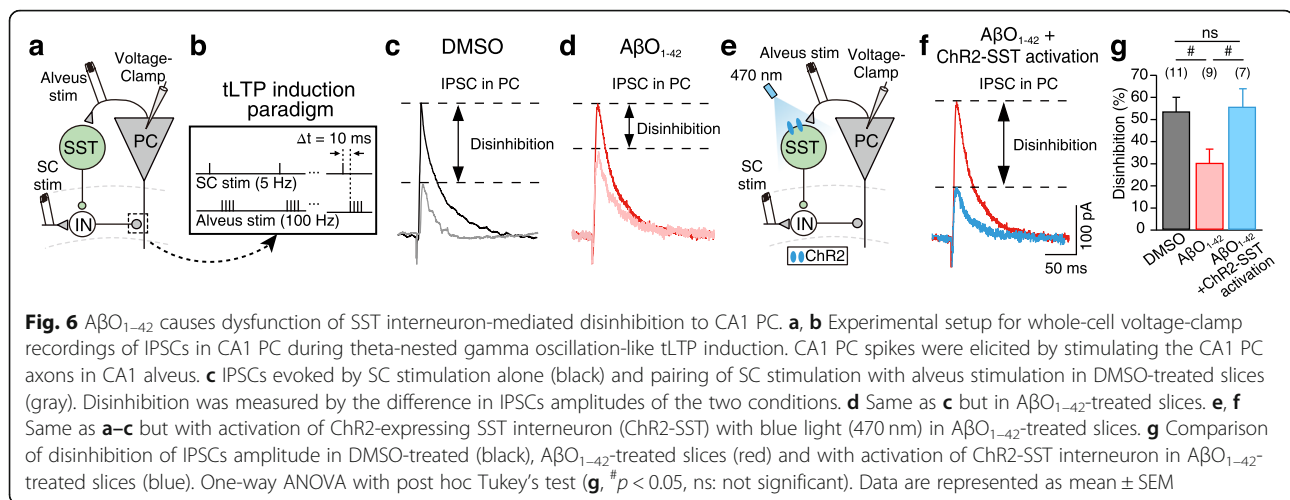 a
Alveus stim
Voltage-Clamp
SST
PC
SC stim
IN
b
tLTP induction paradigm
Δt = 10 ms
...
SC stim (5 Hz)
...
Alveus stim (100 Hz)
c
DMSO
IPSC in PC
Disinhibition
d
AβO1–42
IPSC in PC
Disinhibition
e
Alveus stim
Voltage-Clamp
470 nm
SST
PC
SC stim
IN
ChR2
f
AβO1–42 + ChR2-SST activation
IPSC in PC
Disinhibition
100 pA
50 ms
g
ns
# #
(11) (9) (7)
Disinhibition (%)
70
60
50
40
30
20
10
0
DMSO
AβO1–42
AβO1–42 +ChR2-SST activation
Fig. 6 AβO1–42 causes dysfunction of SST interneuron-mediated disinhibition to CA1 PC. a, b Experimental setup for whole-cell voltage-clamp
recordings of IPSCs in CA1 PC during theta-nested gamma oscillation-like tLTP induction. CA1 PC spikes were elicited by stimulating the CA1 PC
axons in CA1 alveus. c IPSCs evoked by SC stimulation alone (black) and pairing of SC stimulation with alveus stimulation in DMSO-treated slices
(gray). Disinhibition was measured by the difference in IPSCs amplitudes of the two conditions. d Same as c but in AβO1–42-treated slices. e, f
Same as a–c but with activation of ChR2-expressing SST interneuron (ChR2-SST) with blue light (470 nm) in AβO1–42-treated slices. g Comparison
of disinhibition of IPSCs amplitude in DMSO-treated (black), AβO1–42-treated slices (red) and with activation of ChR2-SST interneuron in AβO1–42-
treated slices (blue). One-way ANOVA with post hoc Tukey's test (g, #p < 0.05, ns: not significant). Data are represented as mean ± SEM